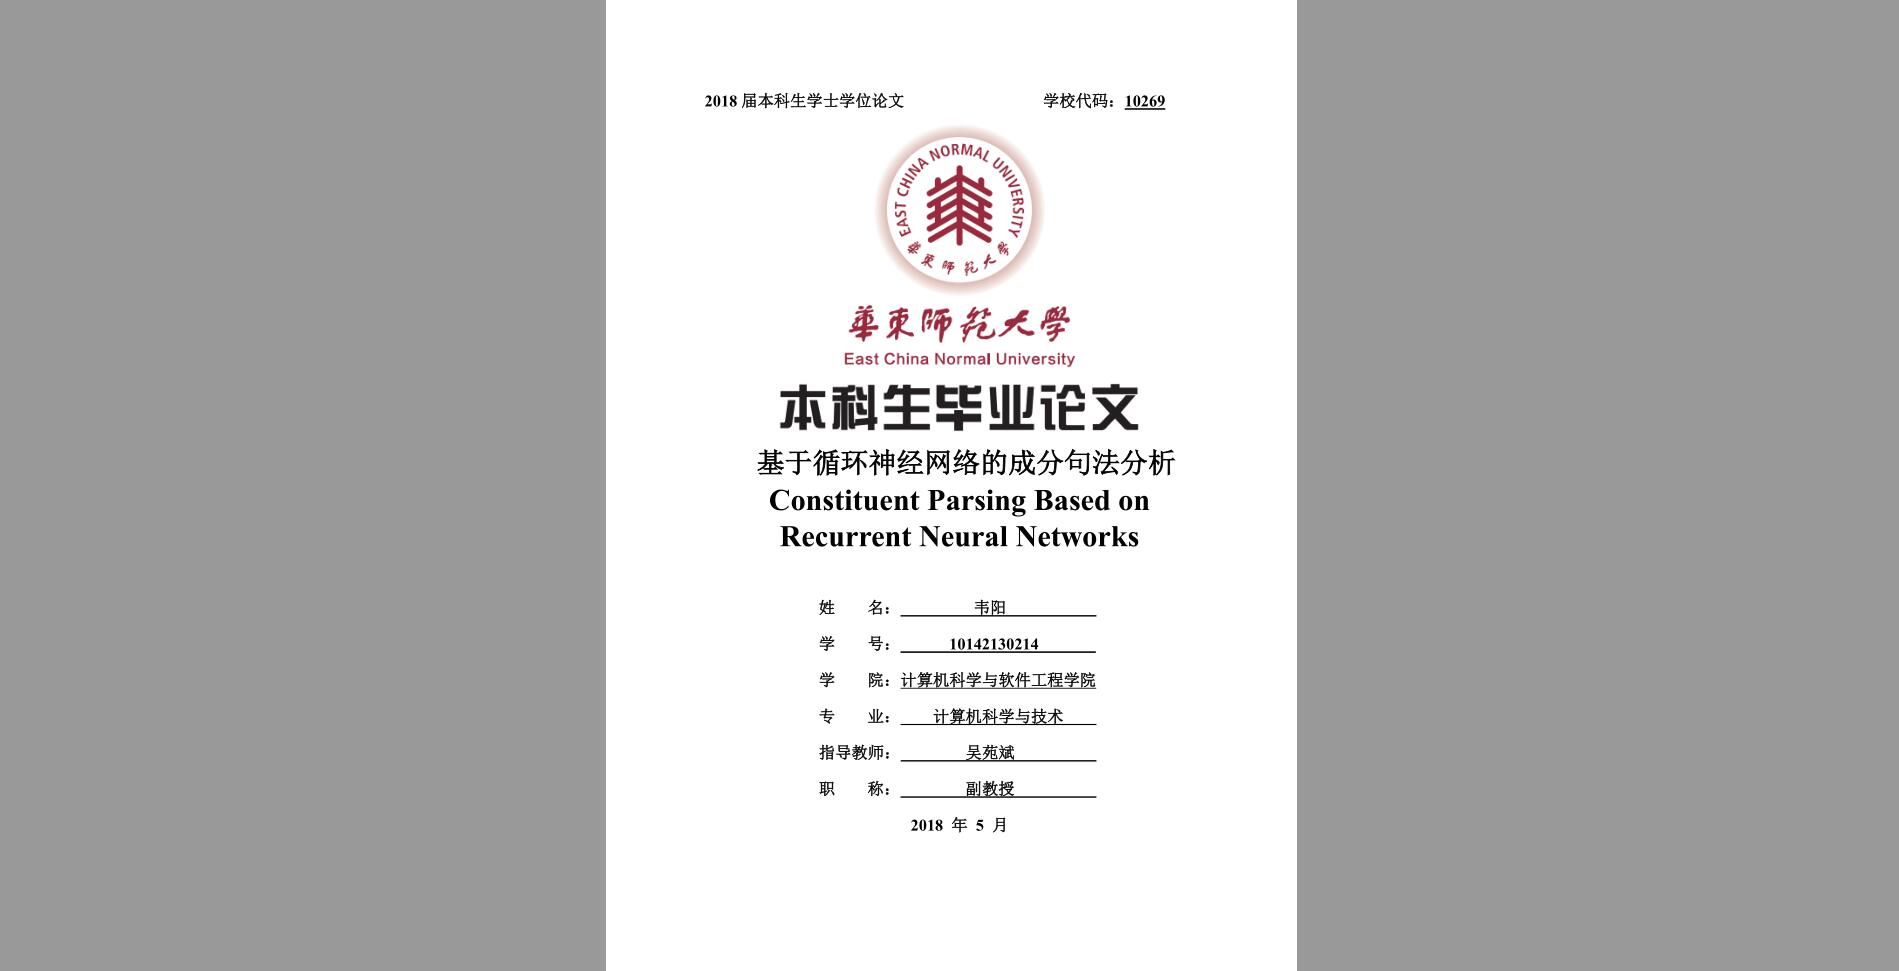 2018 届本科生学士学位论文 学校代码：10269
EAST CHINA NORMAL UNIVERSITY
華東師範大學
華東師範大學
East China Normal University
本科生毕业论文
基于循环神经网络的成分句法分析
Constituent Parsing Based on
Recurrent Neural Networks
姓 名： 韦阳
学 号： 10142130214
学 院：计算机科学与软件工程学院
专 业： 计算机科学与技术
指导教师： 吴苑斌
职 称： 副教授
2018 年 5 月